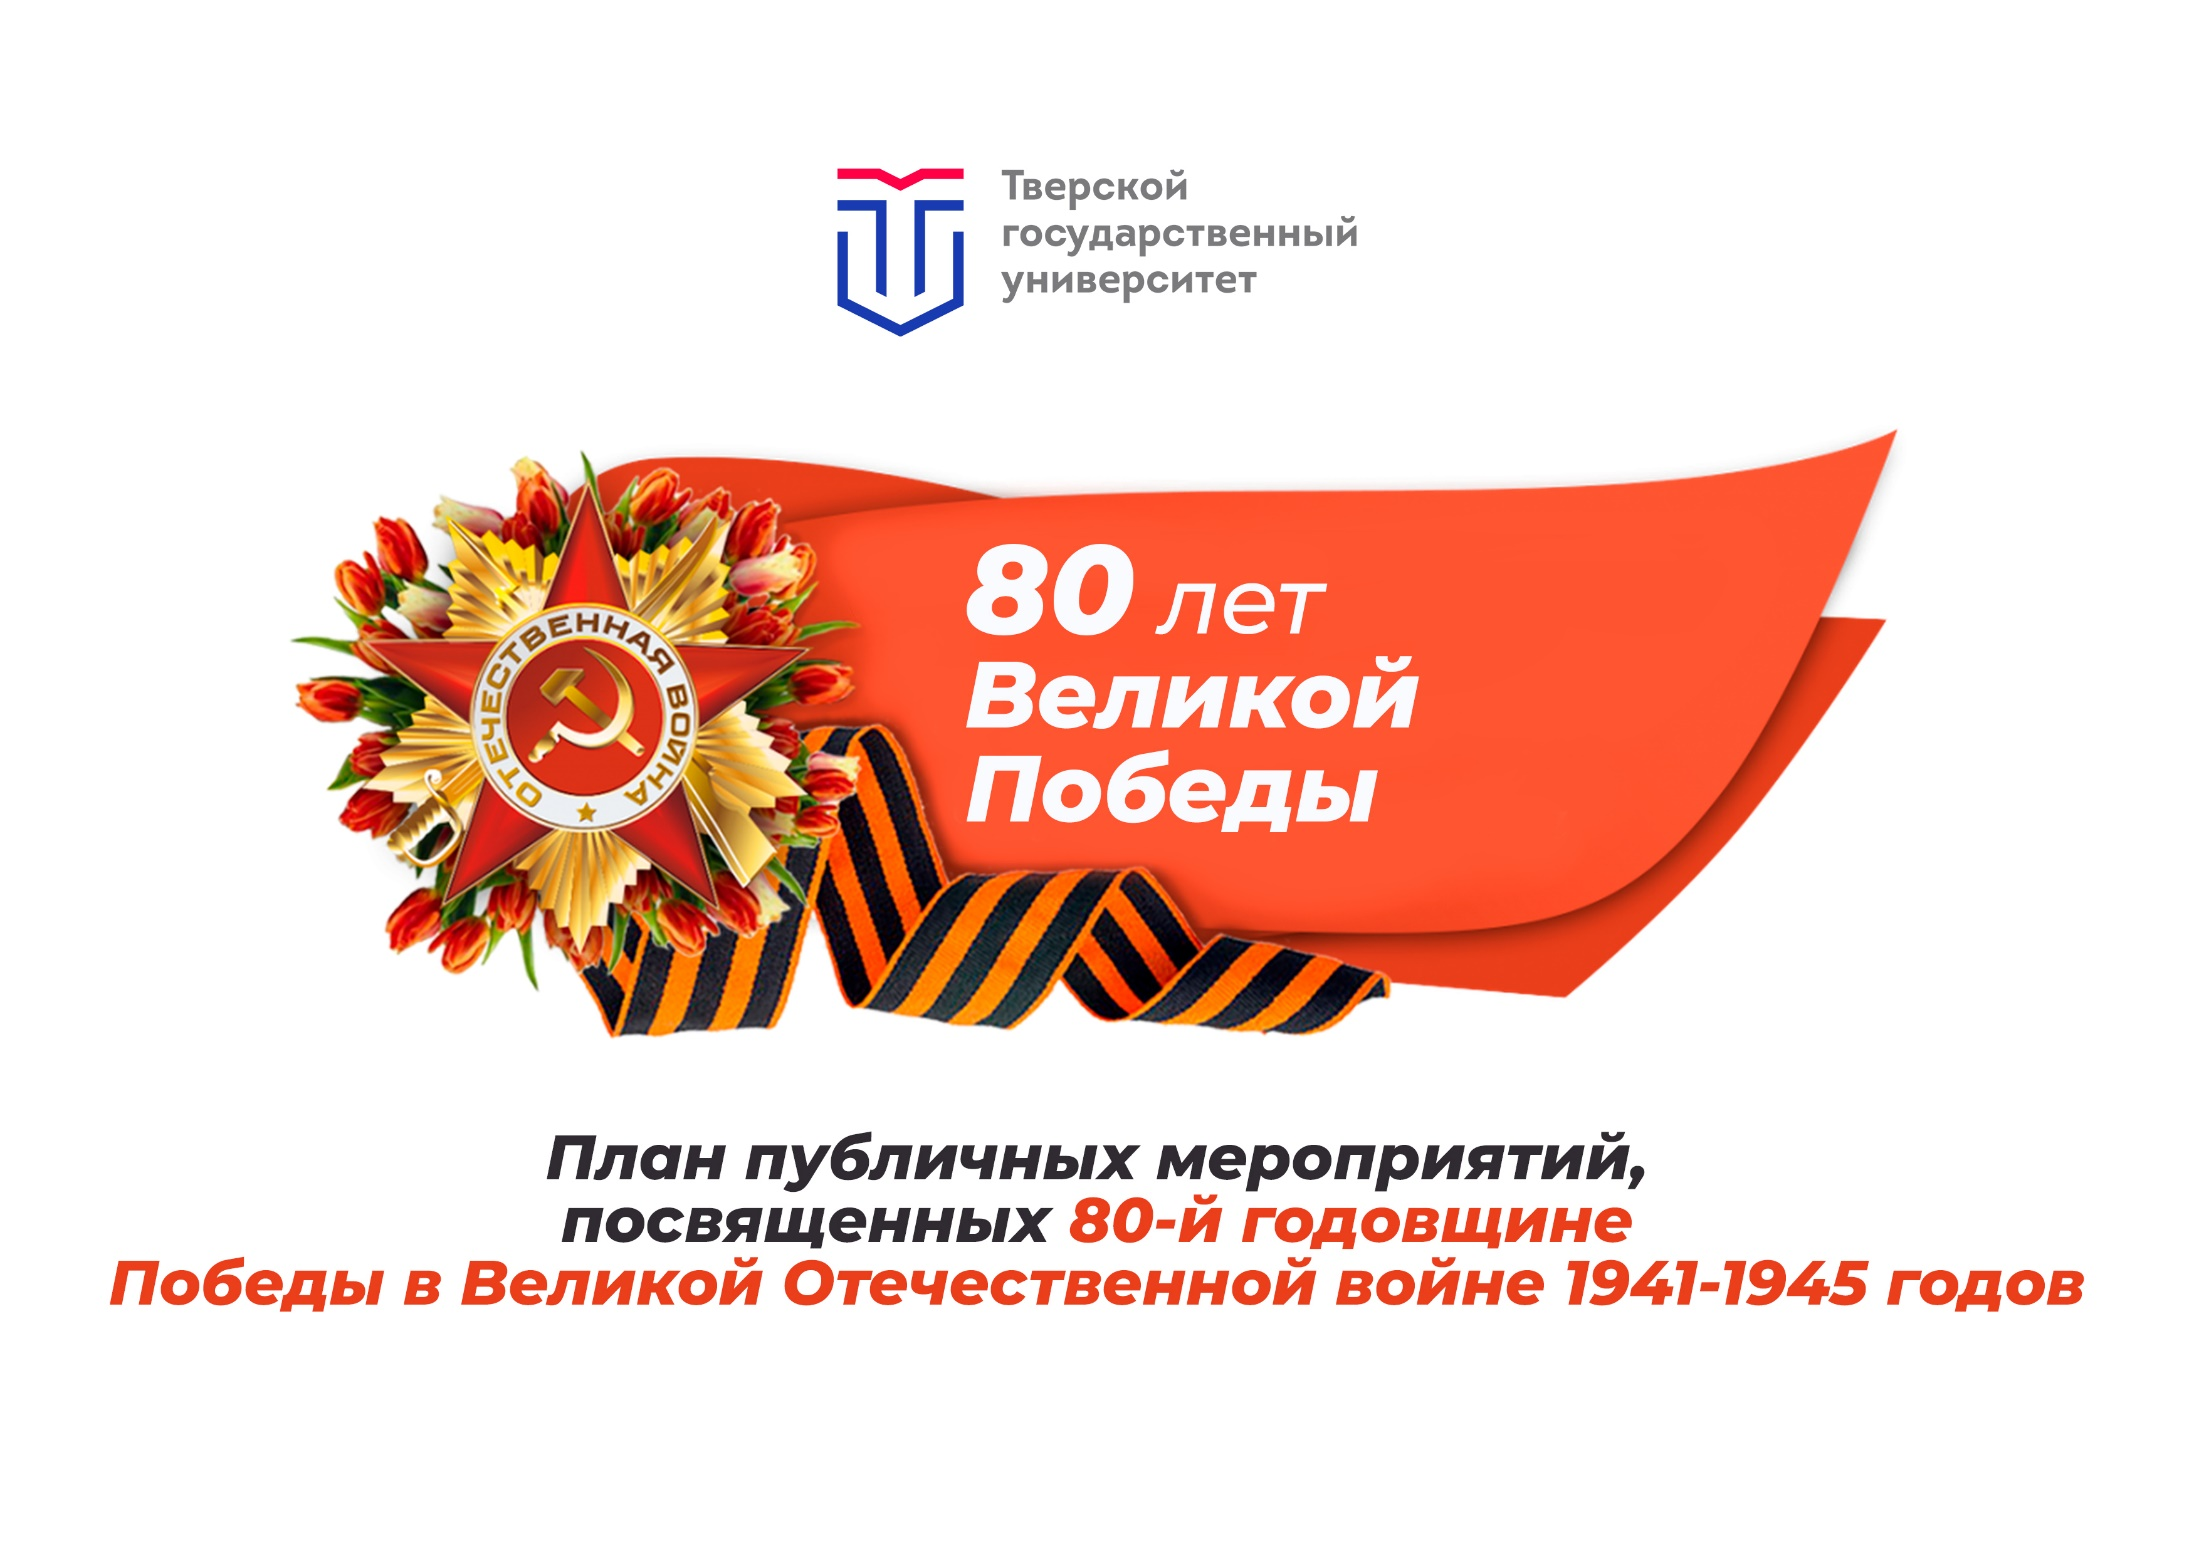 Тверской
государственный
университет
ОТЕЧЕСТВЕННАЯ ВОЙНА
80 лет
Великой
Победы
План публичных мероприятий,
посвященных 80-й годовщине
Победы в Великой Отечественной войне 1941-1945 годов